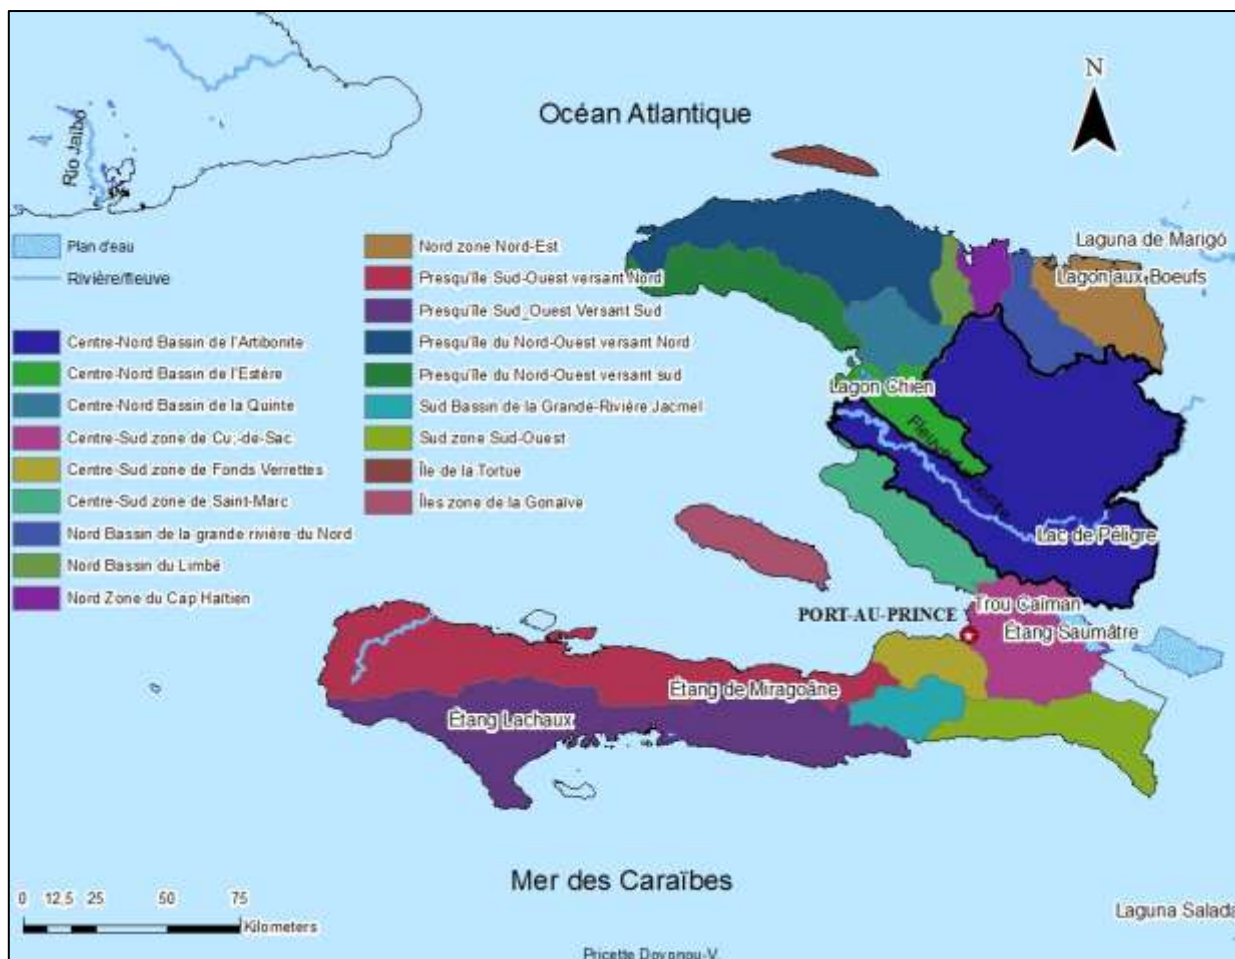 N
Océan Atlantique
Rio Jaibo
Laguna de Marigó
Lagon aux Boeufs
Plan d'eau
Rivière/fleuve
Centre-Nord Bassin de l'Artibonite
Centre-Nord Bassin de l'Estère
Centre-Nord Bassin de la Quinte
Centre-Sud zone de Cu;-de-Sac
Centre-Sud zone de Fonds Verrettes
Centre-Sud zone de Saint-Marc
Nord Bassin de la grande rivière du Nord
Nord Bassin du Limbé
Nord Zone du Cap Haïtien
Nord zone Nord-Est
Presqu'île Sud-Ouest versant Nord
Presqu'île Sud_Ouest Versant Sud
Presqu'île du Nord-Ouest versant Nord
Presqu'île du Nord-Ouest versant sud
Sud Bassin de la Grande-Rivière Jacmel
Sud zone Sud-Ouest
Île de la Tortue
Îles zone de la Gonaïve
Lagon Chien
Lac de Péligre
Trou Caïman
PORT-AU-PRINCE
Étang Saumâtre
Étang de Miragoâne
Étang Lachaux
Mer des Caraïbes
0 12,5 25 50 75
Kilometers
Laguna Salada
Pricette Dovonou-V.